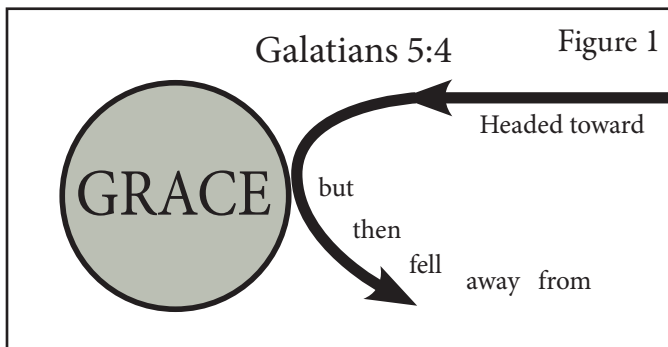 Galatians 5:4
Figure 1
Headed toward
GRACE
but
then
fell
away from